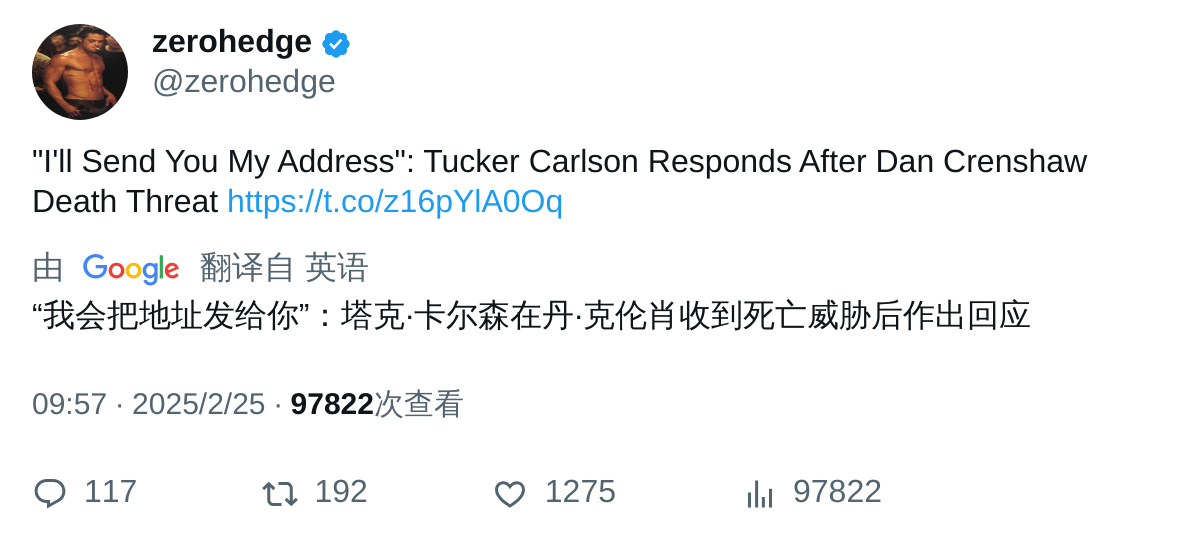 zerohedge
@zerohedge
"I'll Send You My Address": Tucker Carlson Responds After Dan Crenshaw
Death Threat https://t.co/z16pYlA0Oq
由 Google 翻译自 英语
“我会把地址发给你”：塔克·卡尔森在丹·克伦肖收到死亡威胁后作出回应
09:57 · 2025/2/25 · 97822次查看
117 192 1275 97822